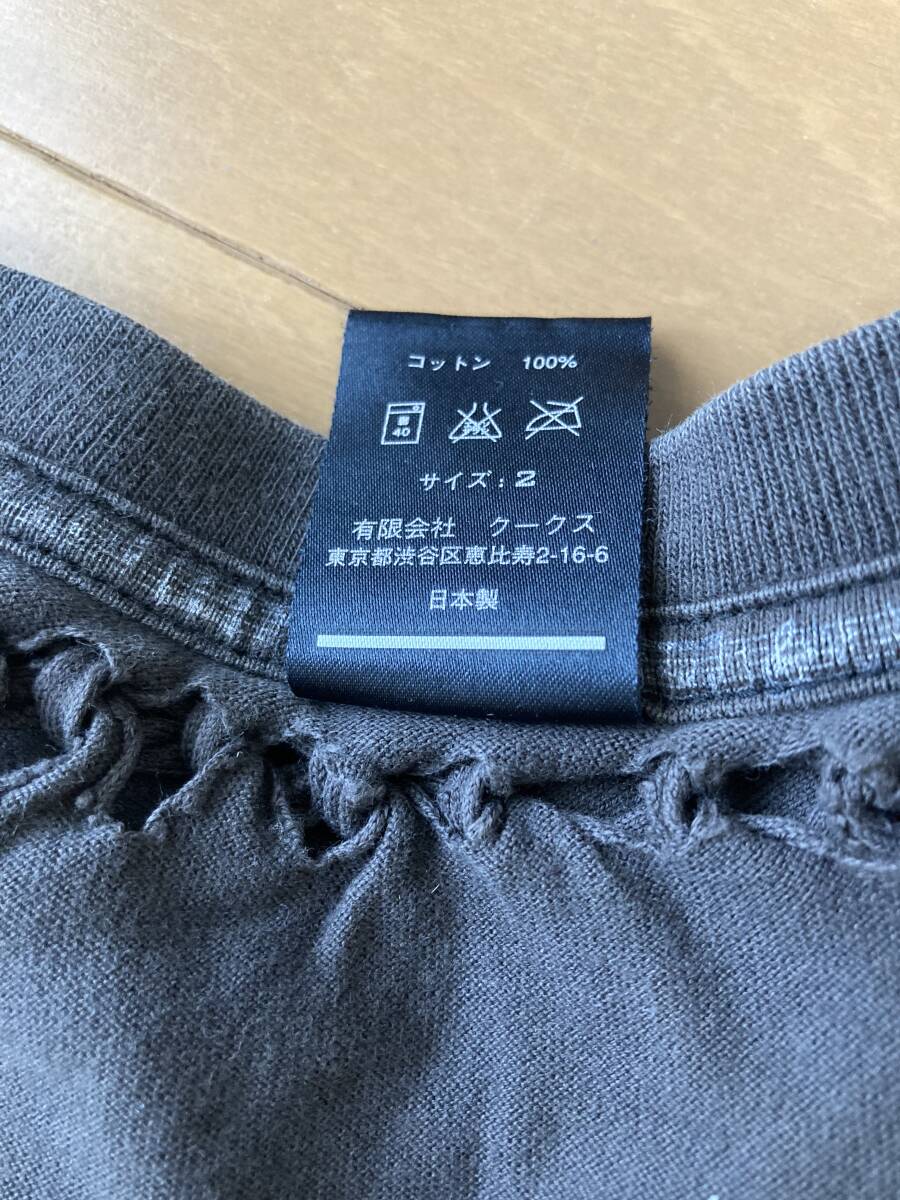 コットン 100%
40
サイズ：2
有限会社 クークス
東京都渋谷区恵比寿2-16-6
日本製